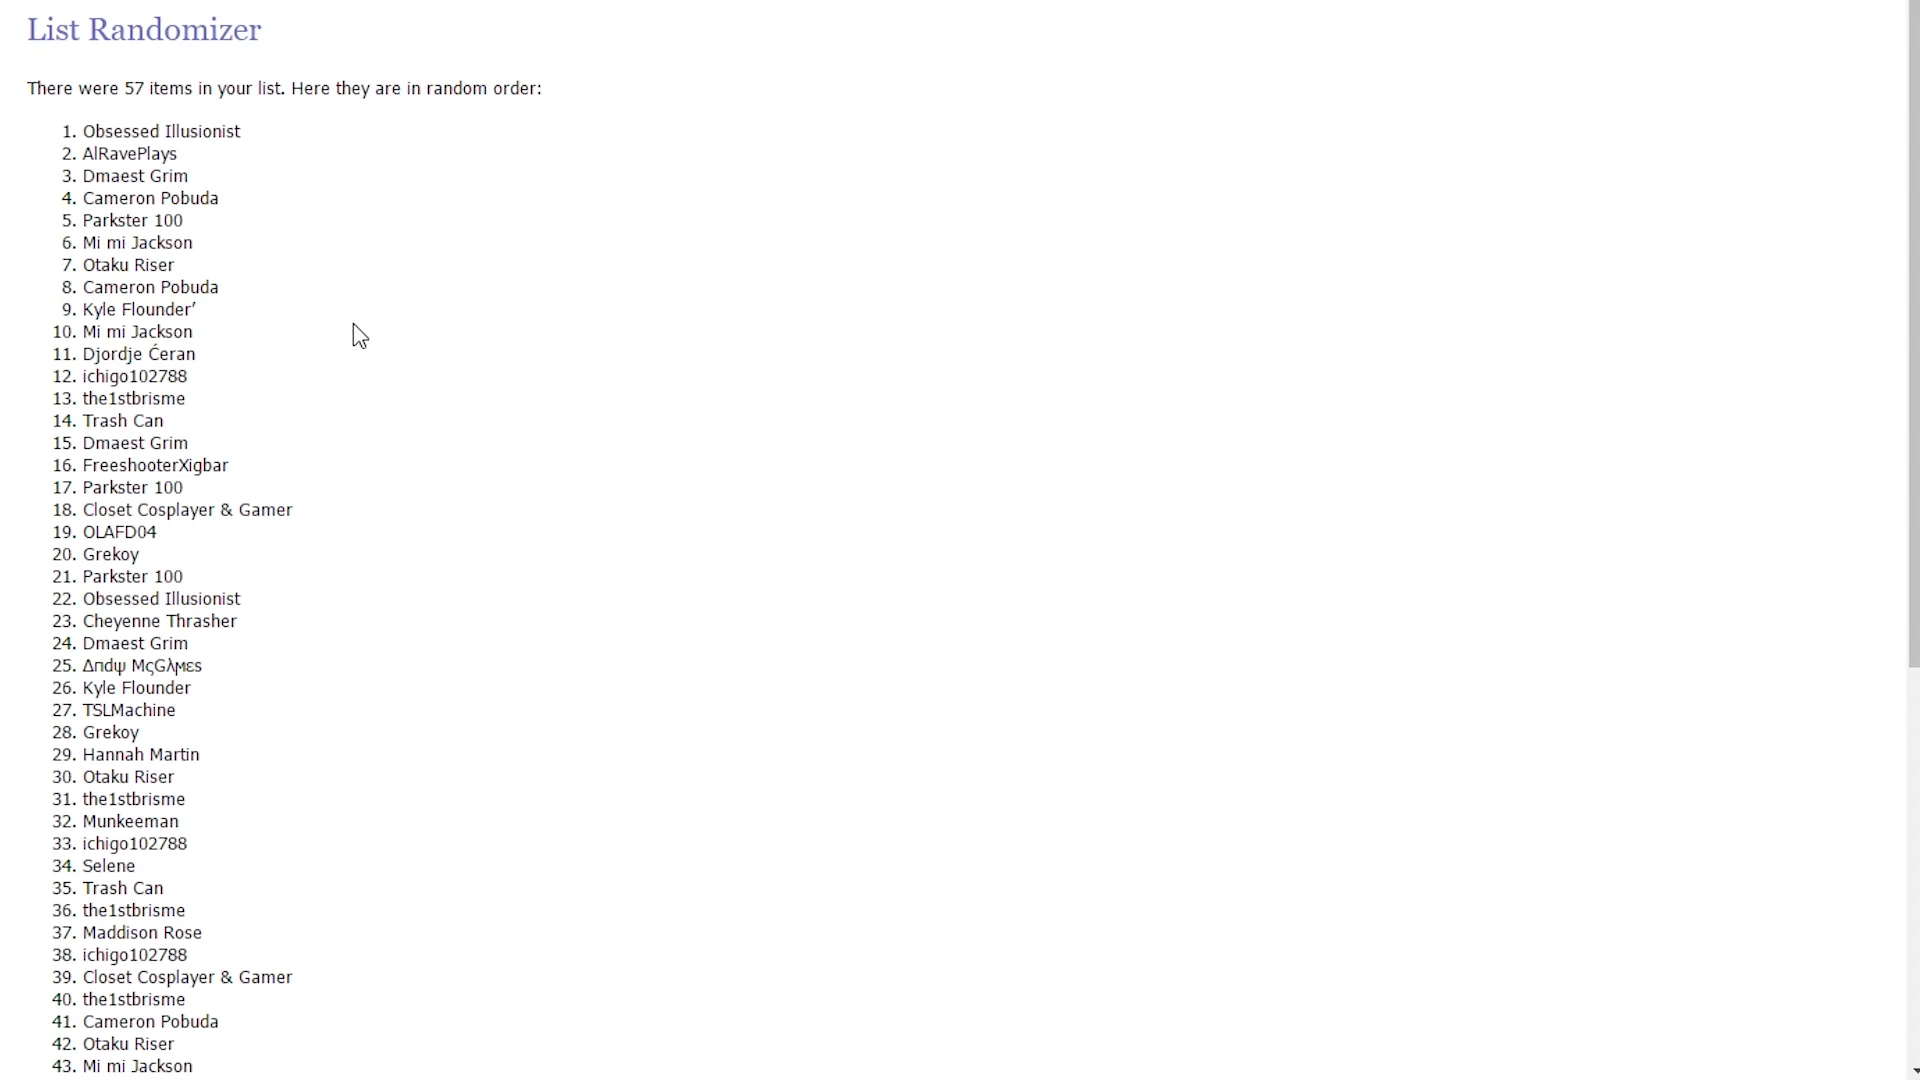 List Randomizer
There were 57 items in your list. Here they are in random order:
1. Obsessed Illusionist
2. AlRavePlays
3. Dmaest Grim
4. Cameron Pobuda
5. Parkster 100
6. Mi mi Jackson
7. Otaku Riser
8. Cameron Pobuda
9. Kyle Flounder’
10. Mi mi Jackson
11. Djordje Ćeran
12. ichigo102788
13. the1stbrisme
14. Trash Can
15. Dmaest Grim
16. FreeshooterXigbar
17. Parkster 100
18. Closet Cosplayer & Gamer
19. OLAFD04
20. Grekoy
21. Parkster 100
22. Obsessed Illusionist
23. Cheyenne Thrasher
24. Dmaest Grim
25. Δπdψ MςGλϻεs
26. Kyle Flounder
27. TSLMachine
28. Grekoy
29. Hannah Martin
30. Otaku Riser
31. the1stbrisme
32. Munkeeman
33. ichigo102788
34. Selene
35. Trash Can
36. the1stbrisme
37. Maddison Rose
38. ichigo102788
39. Closet Cosplayer & Gamer
40. the1stbrisme
41. Cameron Pobuda
42. Otaku Riser
43. Mi mi Jackson